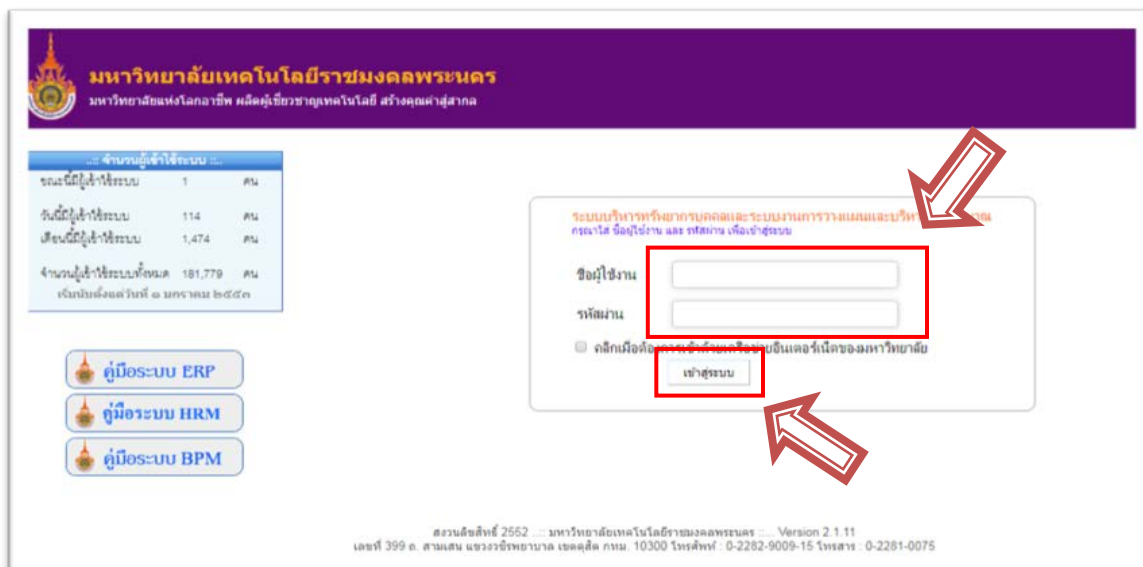 มหาวิทยาลัยเทคโนโลยีราชมงคลพระนคร
มหาวิทยาลัยแห่งโลกอาชีพ ผลิตผู้เชี่ยวชาญเทคโนโลยี สร้างคุณค่าสู่สากล
..:: จำนวนผู้เข้าใช้ระบบ ::..
ขณะนี้มีผู้เข้าใช้ระบบ 1 คน
วันนี้มีผู้เข้าใช้ระบบ 114 คน
เดือนนี้มีผู้เข้าใช้ระบบ 1,474 คน
จำนวนผู้เข้าใช้ระบบทั้งหมด 181,779 คน
เริ่มนับตั้งแต่วันที่ ๑ มกราคม ๒๕๕๓
คู่มือระบบ ERP
คู่มือระบบ HRM
คู่มือระบบ BPM
ระบบบริหารทรัพยากรบุคคลและระบบงานการวางแผนและบริหาร
กรุณาใส่ ชื่อผู้ใช้งาน และ รหัสผ่าน เพื่อเข้าสู่ระบบ
ชื่อผู้ใช้งาน
รหัสผ่าน
คลิกเมื่อต้องการเข้าด้วยเครือข่ายอินเตอร์เน็ตของมหาวิทยาลัย
เข้าสู่ระบบ
สงวนลิขสิทธิ์ 2552 ..:: มหาวิทยาลัยเทคโนโลยีราชมงคลพระนคร ::... Version 2.1.11
เลขที่ 399 ถ. สามเสน แขวงวชิรพยาบาล เขตดุสิต กทม. 10300 โทรศัพท์ : 0-2282-9009-15 โทรสาร : 0-2281-0075